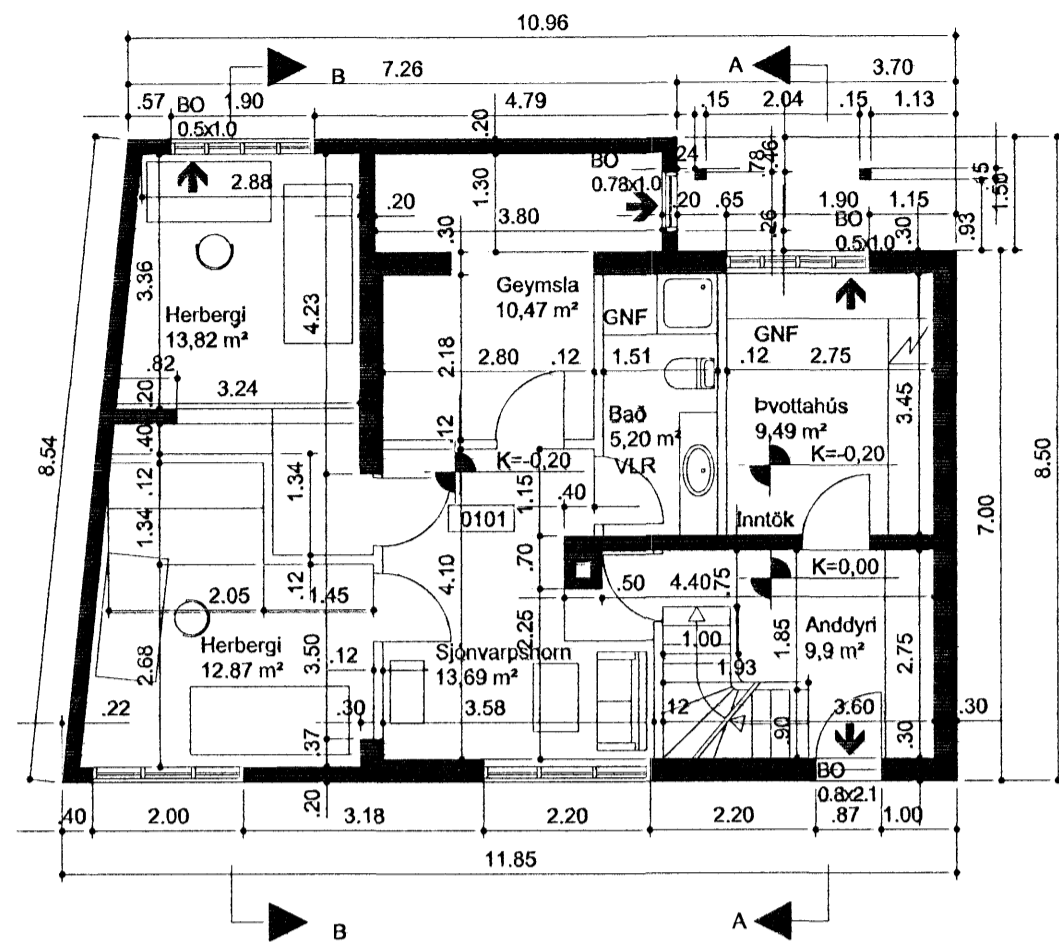 10.96
B
7.26
A
3.70
.57
BO
1.90
4.79
.15
2.04
.15
1.13
0.5x1.0
.20
BO
0.78x1.0
.24
.78
.46
.15
1.50
2.88
1.30
.20
3.80
.20
.65
.26
1.90
1.15
BO
0.5x1.0
.30
.93
.30
3.36
Herbergi
13,82 m²
4.23
Geymsla
10,47 m²
GNF
GNF
2.18
2.80
.12
1.51
.12
2.75
.82
3.24
.20
3.45
Bað
5,20 m²
VLR
Þvottahús
9,49 m²
K=-0,20
8.54
.40
.12
K=-0,20
8.50
.12
1.34
1.15
.40
7.00
1.34
0101
Inntök
.70
K=0,00
4.10
.12
.50
4.40
.75
2.05
1.45
Anddyri
9,9 m²
Herbergi
12.87 m²
3.50
.12
2.25
Sjónvarpshorn
13,69 m²
1.00
1.93
1.85
2.75
2.68
.22
.30
3.58
.12
3.60
.30
.37
.90
.30
BO
0.8x2.1
.40
2.00
.20
3.18
2.20
2.20
.87
1.00
11.85
B
A